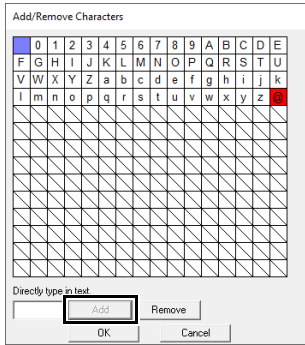 Add/Remove Characters
0 1 2 3 4 5 6 7 8 9 A B C D E
F G H I J K L M N O P Q R S T U
V W X Y Z a b c d e f g h i j k
l m n o p q r s t u v w x y z @
Directly type in text.
Add Remove
OK Cancel